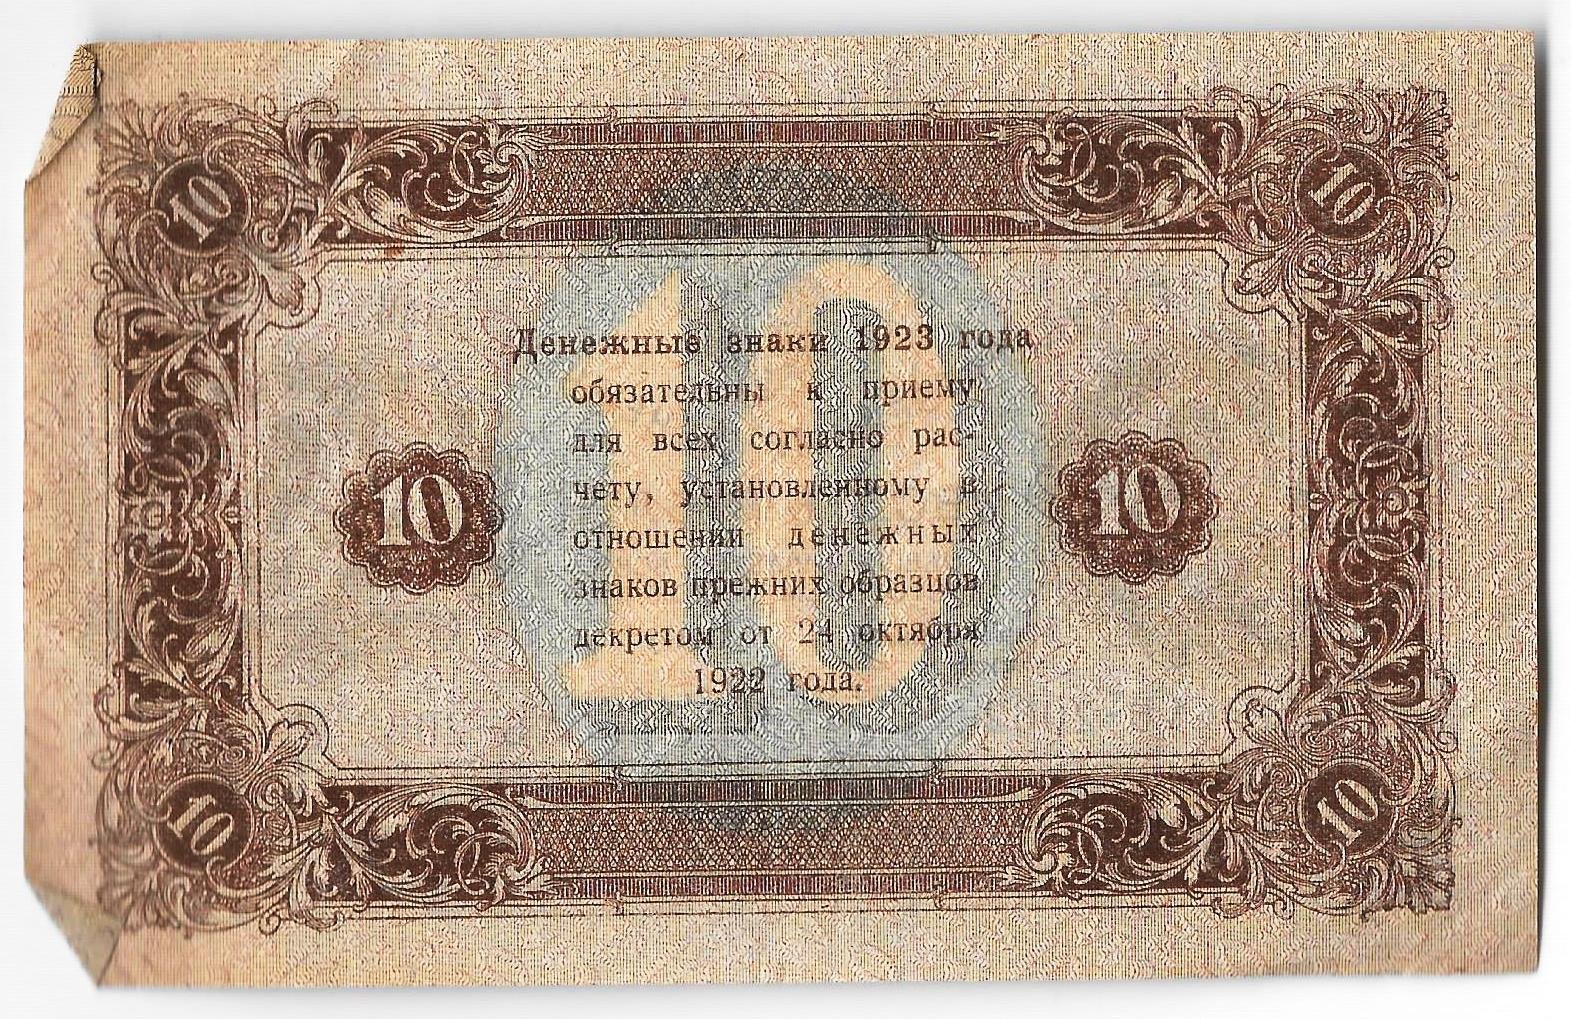 10 10
10
Денежные знаки 1923 года
обязательны к приему
для всех согласно рас-
чету, установленному в
отношении денежных
знаков прежних образцов
декретом от 24 октября
1922 года.
10 10
10 10